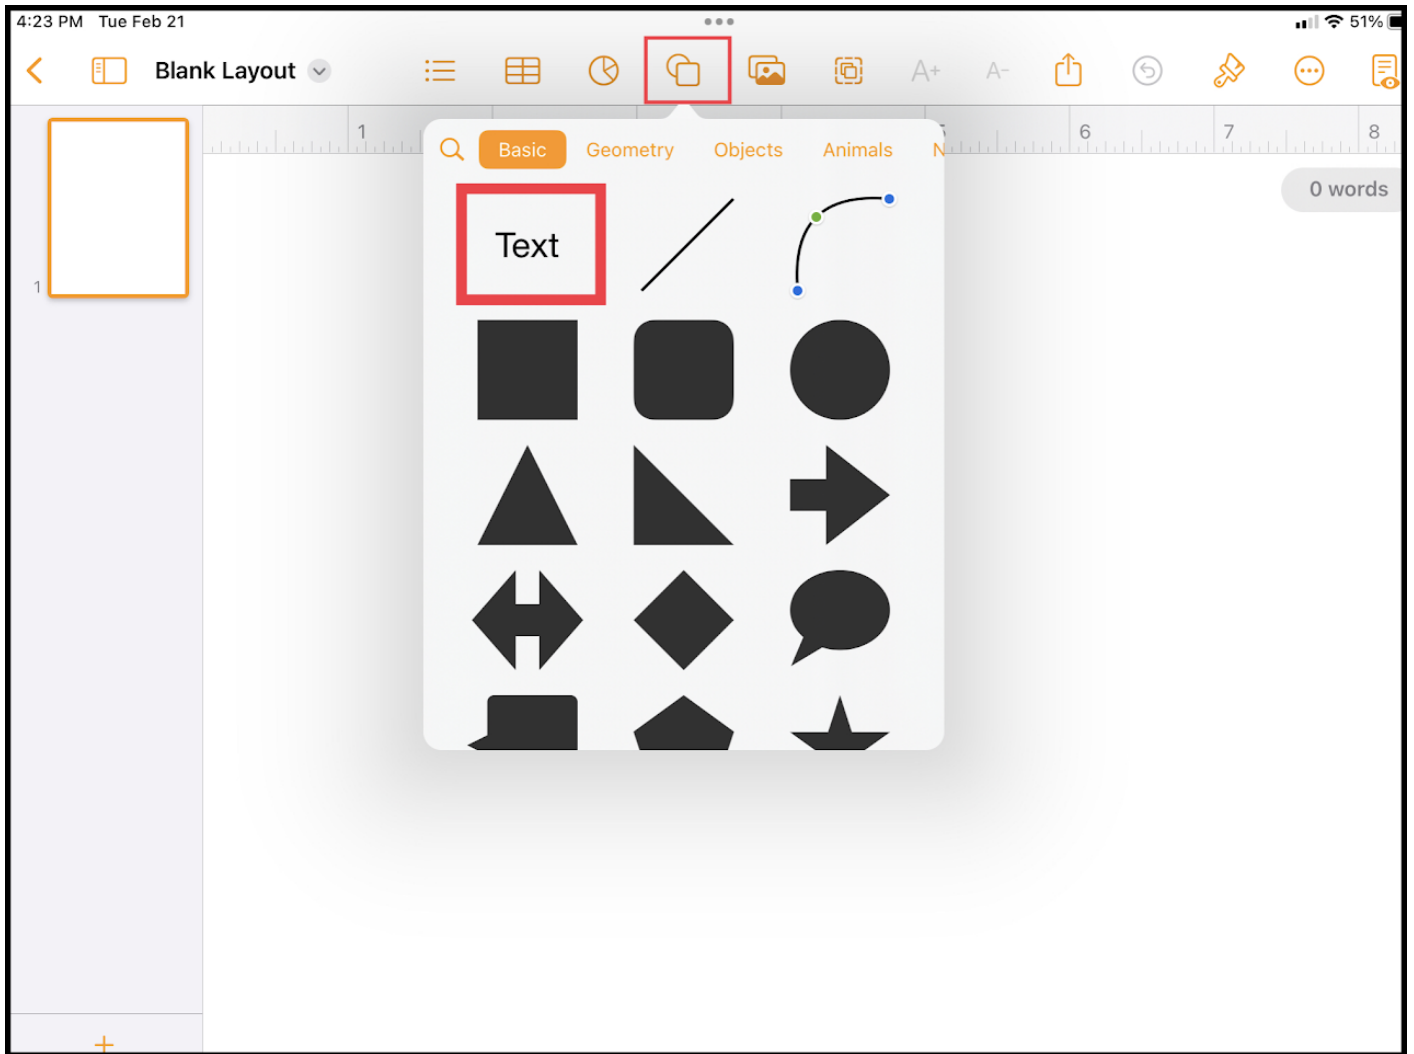 4:23 PM Tue Feb 21
51%
Blank Layout
A+
A-
1
6
7
8
0 words
Basic
Geometry
Objects
Animals
N
Text
1